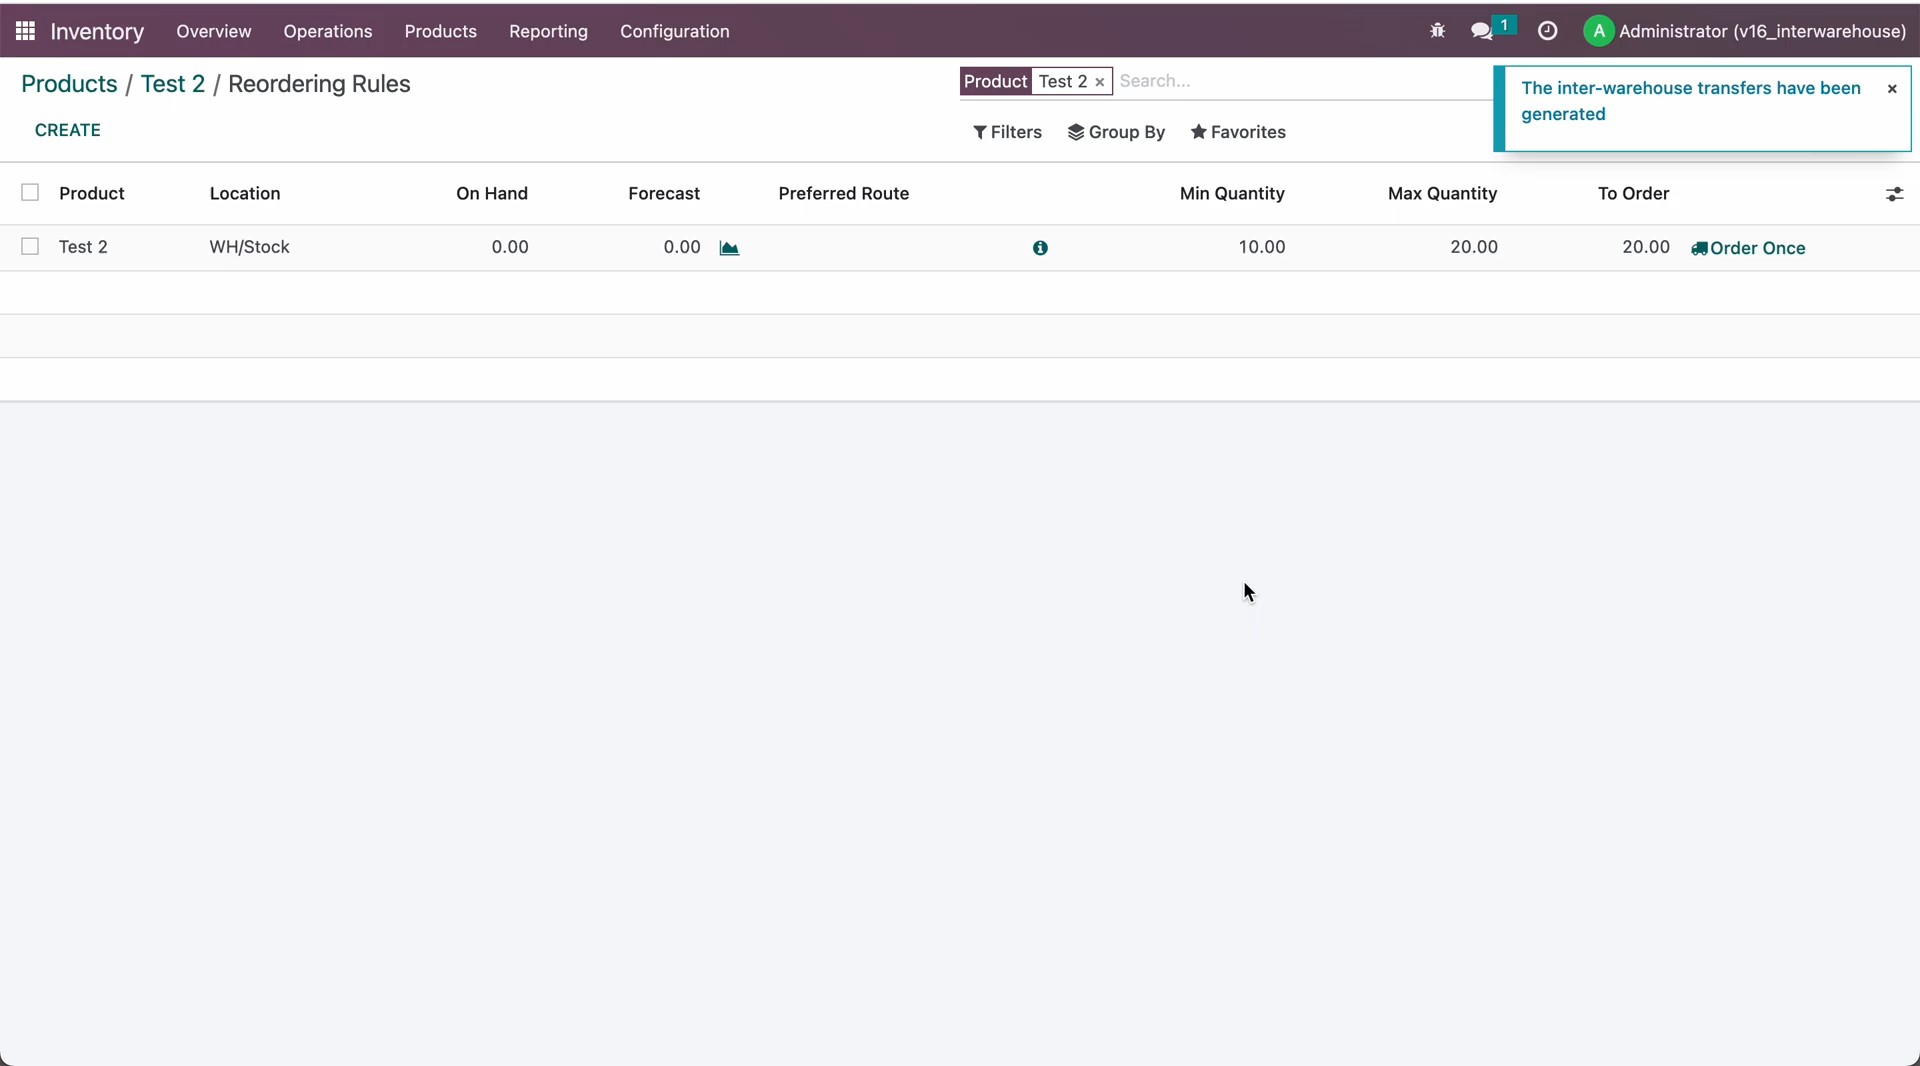 Inventory Overview Operations Products Reporting Configuration 1 A Administrator (v16_interwarehouse)
Products / Test 2 / Reordering Rules
Product Test 2 × Search...
The inter-warehouse transfers have been generated ×
CREATE
Filters Group By Favorites
Product Location On Hand Forecast Preferred Route Min Quantity Max Quantity To Order
Test 2 WH/Stock 0.00 0.00 10.00 20.00 20.00 Order Once